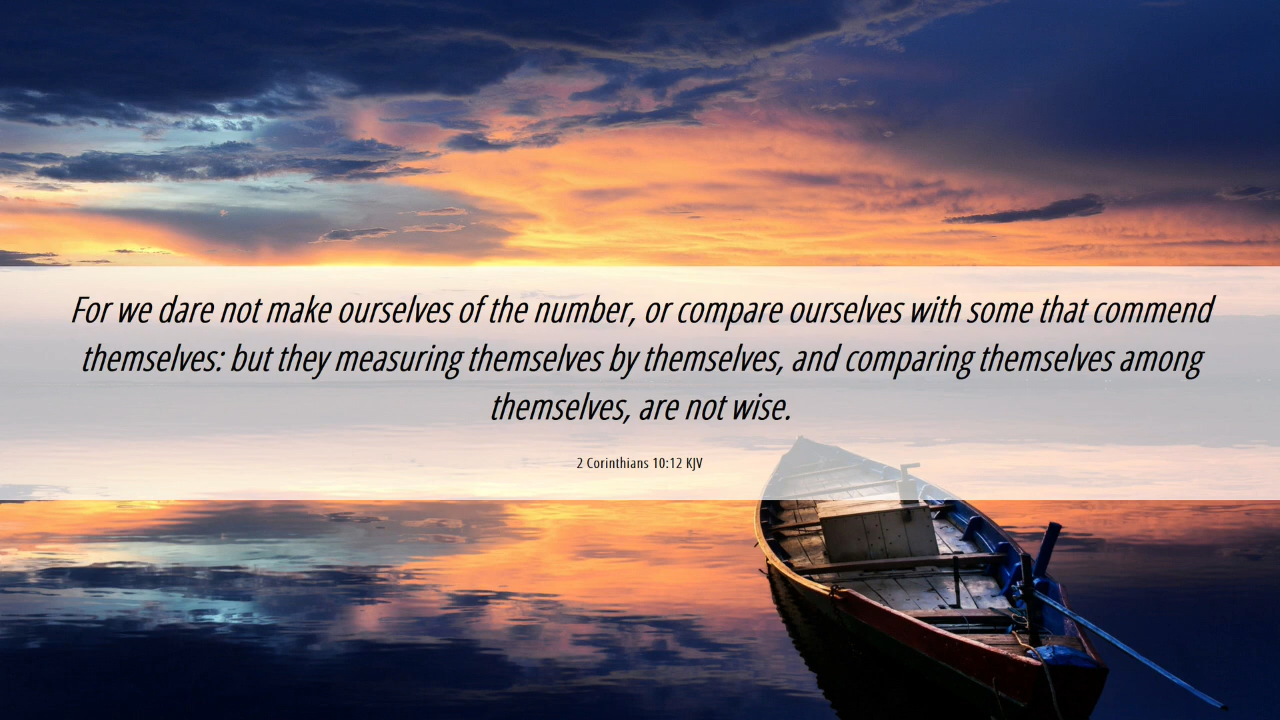 For we dare not make ourselves of the number, or compare ourselves with some that commend
themselves: but they measuring themselves by themselves, and comparing themselves among
themselves, are not wise.
2 Corinthians 10:12 KJV